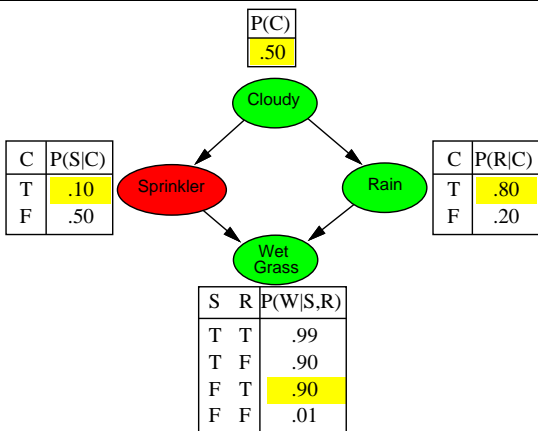 P(C)
.50
Cloudy
C P(S|C)
T .10
F .50
Sprinkler
Rain
C P(R|C)
T .80
F .20
Wet
Grass
S R P(W|S,R)
T T .99
T F .90
F T .90
F F .01